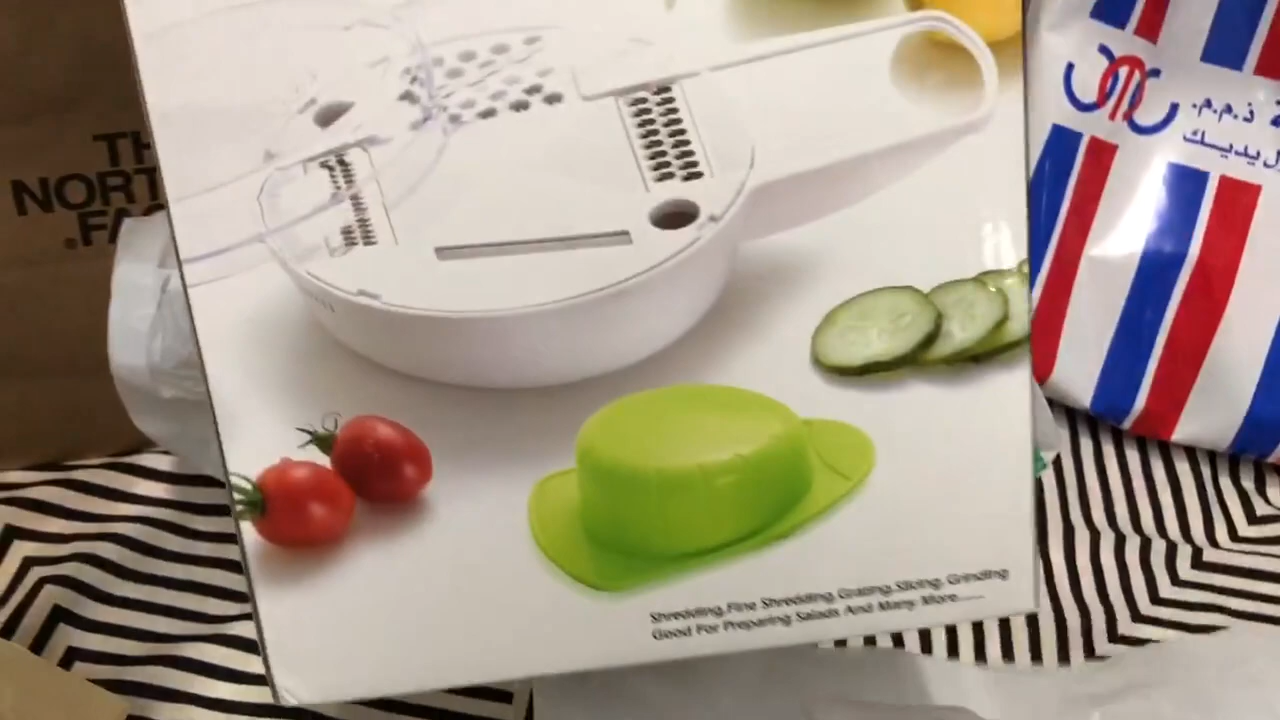 THE
NORTH
FACE
ذ.م.م.
Shredding,Fine Shredding Grating,Slicing, Grinding
Good For Preparing Salads And Many More......